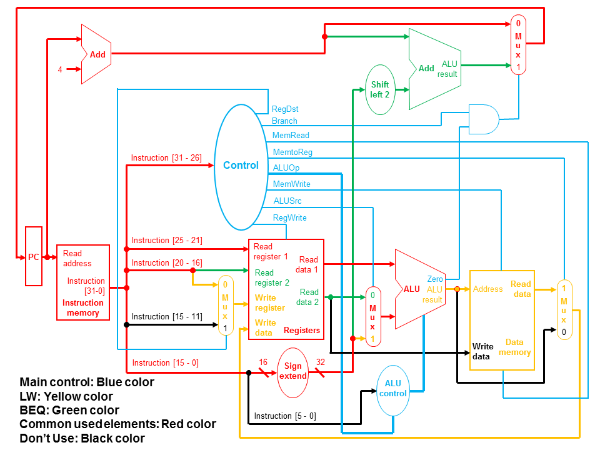 Add
4
0
M
u
x
1
Shift
left 2
Add
ALU
result
RegDst
Branch
MemRead
MemtoReg
ALUOp
MemWrite
ALUSrc
RegWrite
Control
Instruction [31 - 26]
Instruction [25 - 21]
Instruction [20 - 16]
Instruction [15 - 11]
Instruction [15 - 0]
PC
Read
address
Instruction
[31-0]
Instruction
memory
0
M
u
x
1
Read
register 1
Read
register 2
Write
register
Write
data
Read
data 1
Read
data 2
Registers
0
M
u
x
1
ALU
Zero
ALU
result
Address
Read
data
Write
data
Data
memory
1
M
u
x
0
16
Sign
extend
32
ALU
control
Instruction [5 - 0]
Main control: Blue color
LW: Yellow color
BEQ: Green color
Common used elements: Red color
Don't Use: Black color